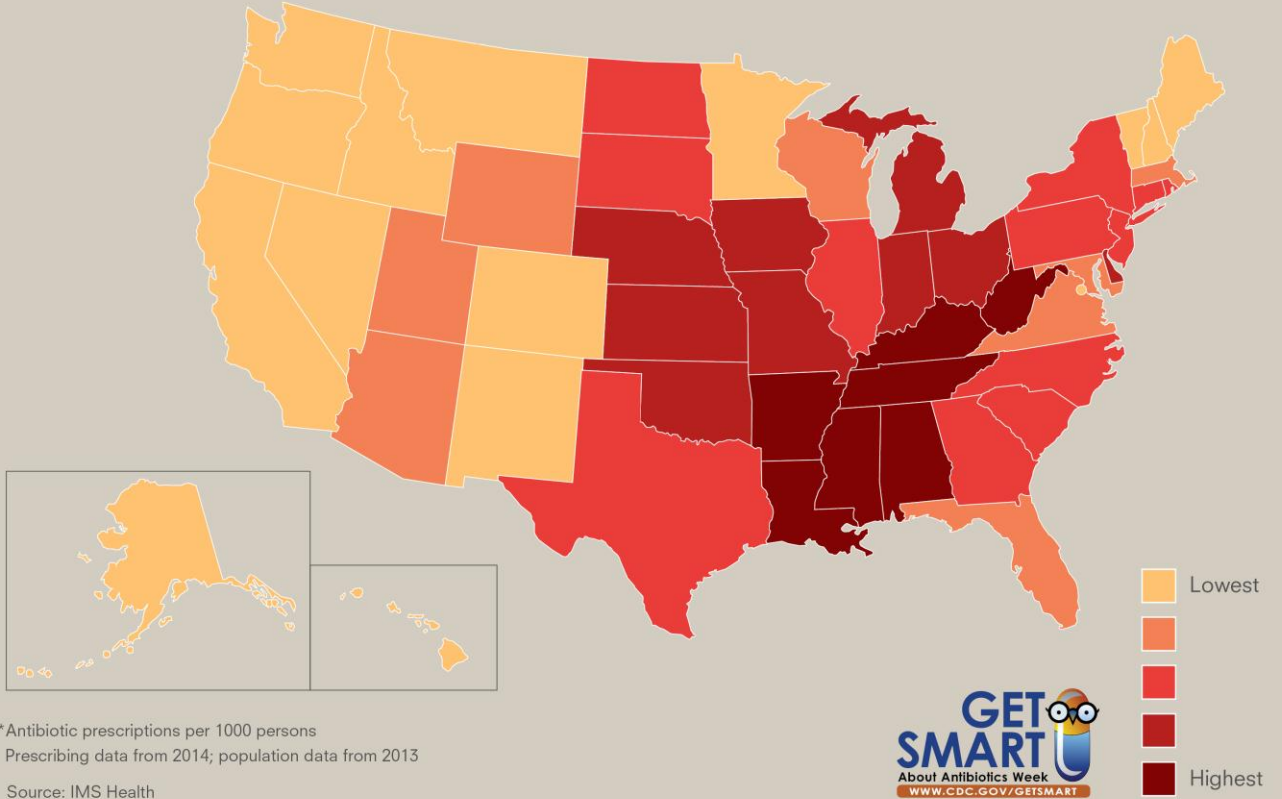 Lowest
Highest
*Antibiotic prescriptions per 1000 persons
Prescribing data from 2014; population data from 2013
Source: IMS Health
GET
SMART
About Antibiotics Week
WWW.CDC.GOV/GETSMART